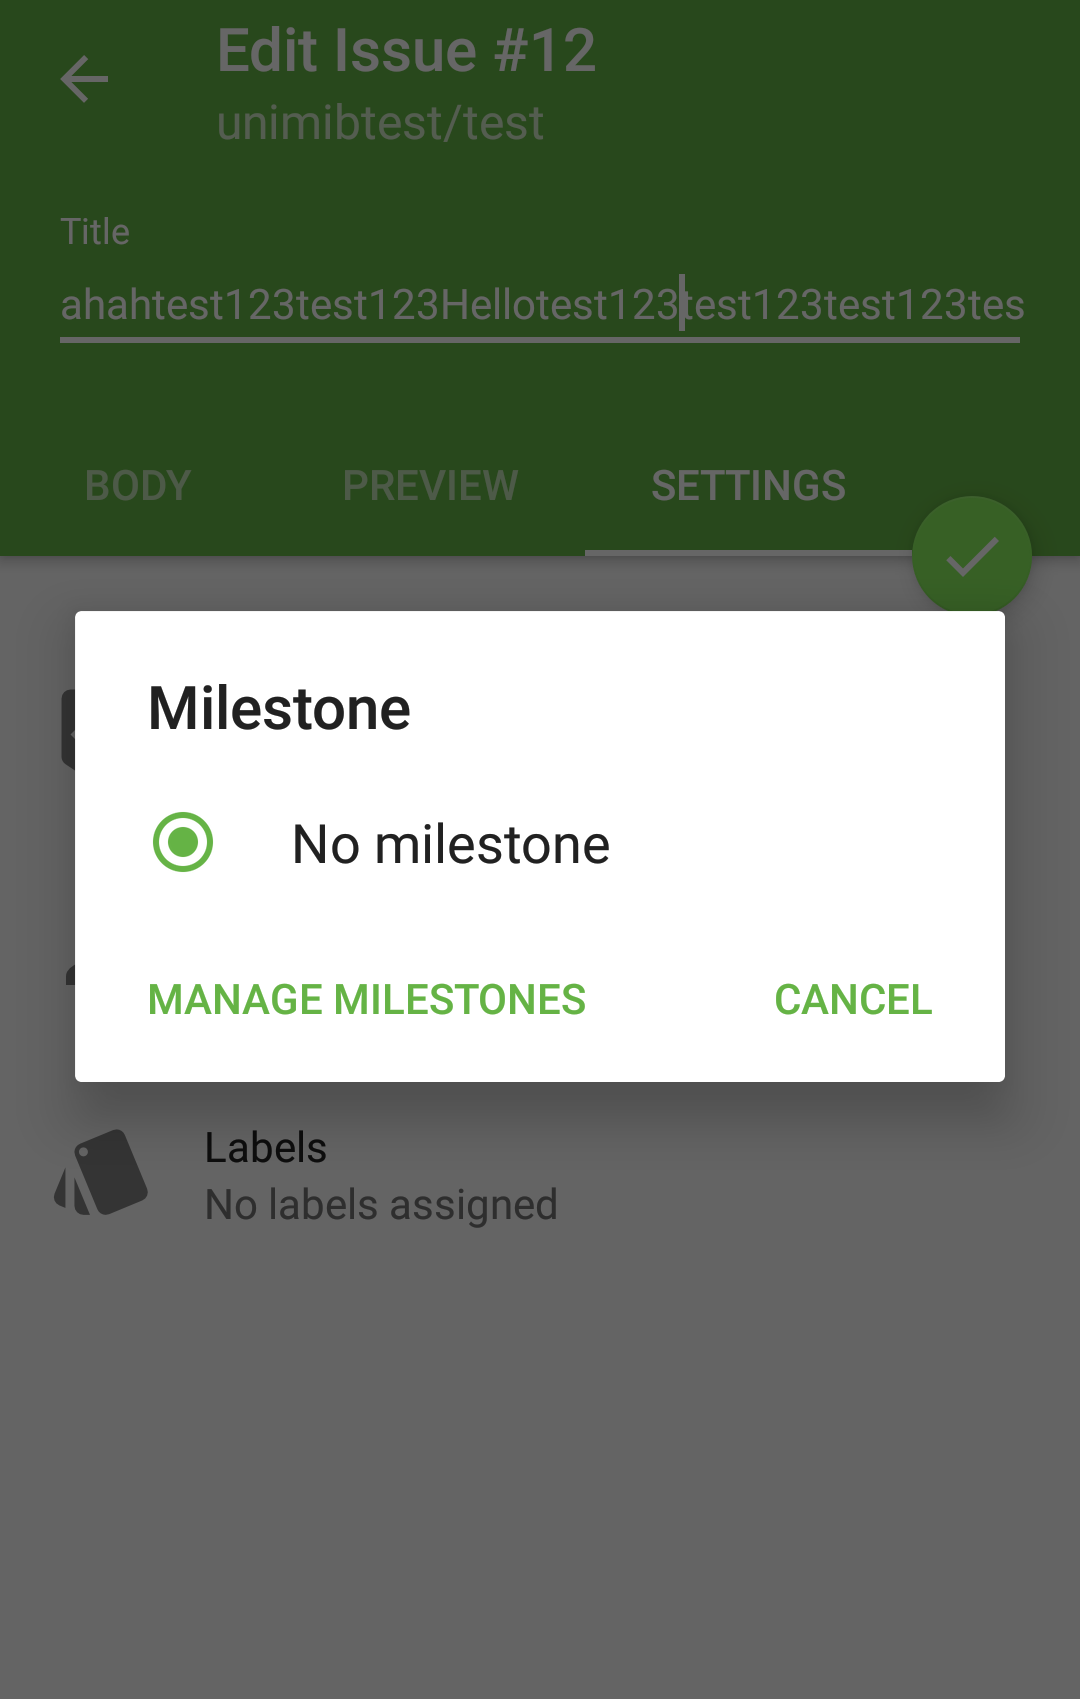 Edit Issue #12
unimibtest/test
Title
ahahtest123test123Hellotest123test123test123tes
BODY PREVIEW SETTINGS
Milestone
No milestone
MANAGE MILESTONES CANCEL
Labels
No labels assigned